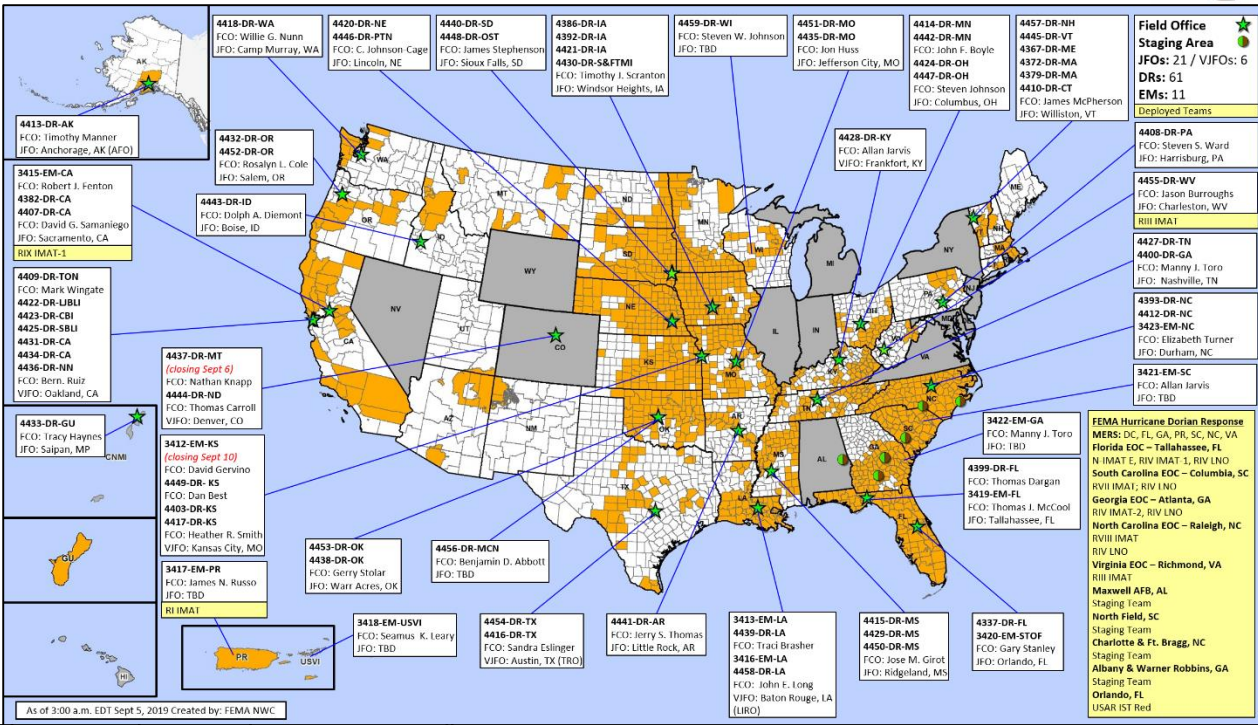 4418-DR-WA
FCO: Willie G. Nunn
JFO: Camp Murray, WA
4420-DR-NE
4446-DR-PTN
FCO: C. Johnson-Cage
JFO: Lincoln, NE
4440-DR-SD
4448-DR-OST
FCO: James Stephenson
JFO: Sioux Falls, SD
4386-DR-IA
4392-DR-IA
4421-DR-IA
4430-DR-S&FTMI
FCO: Timothy J. Scranton
JFO: Windsor Heights, IA
4459-DR-WI
FCO: Steven W. Johnson
JFO: TBD
4451-DR-MO
4435-DR-MO
FCO: Jon Huss
JFO: Jefferson City, MO
4414-DR-MN
4442-DR-MN
FCO: John F. Boyle
4424-DR-OH
4447-DR-OH
FCO: Steven Johnson
JFO: Columbus, OH
4457-DR-NH
4445-DR-VT
4367-DR-ME
4372-DR-MA
4379-DR-MA
4410-DR-CT
FCO: James McPherson
JFO: Williston, VT
Field Office
Staging Area
JFOs: 21 / VJFOs: 6
DRs: 61
EMs: 11
Deployed Teams
4413-DR-AK
FCO: Timothy Manner
JFO: Anchorage, AK (AFO)
4432-DR-OR
4452-DR-OR
FCO: Rosalyn L. Cole
JFO: Salem, OR
4443-DR-ID
FCO: Dolph A. Diemont
JFO: Boise, ID
4428-DR-KY
FCO: Allan Jarvis
VJFO: Frankfort, KY
4408-DR-PA
FCO: Steven S. Ward
JFO: Harrisburg, PA
4455-DR-WV
FCO: Jason Burroughs
JFO: Charleston, WV
RIII IMAT
3415-EM-CA
FCO: Robert J. Fenton
4382-DR-CA
4407-DR-CA
FCO: David G. Samaniego
JFO: Sacramento, CA
RIX IMAT-1
4427-DR-TN
4400-DR-GA
FCO: Manny J. Toro
JFO: Nashville, TN
4409-DR-TON
FCO: Mark Wingate
4422-DR-LJBLI
4423-DR-CBI
4425-DR-SBLI
4431-DR-CA
4434-DR-CA
4436-DR-NN
FCO: Bern. Ruiz
VJFO: Oakland, CA
4393-DR-NC
4412-DR-NC
3423-EM-NC
FCO: Elizabeth Turner
JFO: Durham, NC
4437-DR-MT
(closing Sept 6)
FCO: Nathan Knapp
4444-DR-ND
FCO: Thomas Carroll
VJFO: Denver, CO
3421-EM-SC
FCO: Allan Jarvis
JFO: TBD
4433-DR-GU
FCO: Tracy Haynes
JFO: Saipan, MP
CNMI
3412-EM-KS
(closing Sept 10)
FCO: David Gervino
4449-DR- KS
FCO: Dan Best
4403-DR-KS
4417-DR-KS
FCO: Heather R. Smith
VJFO: Kansas City, MO
3422-EM-GA
FCO: Manny J. Toro
JFO: TBD
4399-DR-FL
FCO: Thomas Dargan
3419-EM-FL
FCO: Thomas J. McCool
JFO: Tallahassee, FL
FEMA Hurricane Dorian Response
MERS: DC, FL, GA, PR, SC, NC, VA
Florida EOC – Tallahassee, FL
N-IMAT E, RIV IMAT-1, RIV LNO
South Carolina EOC – Columbia, SC
RVII IMAT; RIV LNO
Georgia EOC – Atlanta, GA
RIV IMAT-2, RIV LNO
North Carolina EOC – Raleigh, NC
RVIII IMAT
RIV LNO
Virginia EOC – Richmond, VA
RIII IMAT
Maxwell AFB, AL
Staging Team
North Field, SC
Staging Team
Charlotte & Ft. Bragg, NC
Staging Team
Albany & Warner Robbins, GA
Staging Team
Orlando, FL
USAR IST Red
4453-DR-OK
4438-DR-OK
FCO: Gerry Stolar
JFO: Warr Acres, OK
4456-DR-MCN
FCO: Benjamin D. Abbott
JFO: TBD
3417-EM-PR
FCO: James N. Russo
JFO: TBD
RI IMAT
3418-EM-USVI
FCO: Seamus K. Leary
JFO: TBD
4454-DR-TX
4416-DR-TX
FCO: Sandra Eslinger
VJFO: Austin, TX (TRO)
4441-DR-AR
FCO: Jerry S. Thomas
JFO: Little Rock, AR
3413-EM-LA
4439-DR-LA
FCO: Traci Brasher
3416-EM-LA
4458-DR-LA
FCO: John E. Long
VJFO: Baton Rouge, LA
(LIRO)
4415-DR-MS
4429-DR-MS
4450-DR-MS
FCO: Jose M. Girot
JFO: Ridgeland, MS
4337-DR-FL
3420-EM-STOF
FCO: Gary Stanley
JFO: Orlando, FL
AK
WA
OR
ID
MT
ND
SD
MN
WI
MI
NY
ME
VT
NH
MA
WY
NE
IA
IL
IN
OH
PA
NJ
NV
UT
CO
KS
MO
KY
WV
VA
CA
AZ
NM
OK
AR
TN
NC
SC
TX
LA
MS
AL
GA
FL
GU
HI
PR
USVI
As of 3:00 a.m. EDT Sept 5, 2019 Created by: FEMA NWC